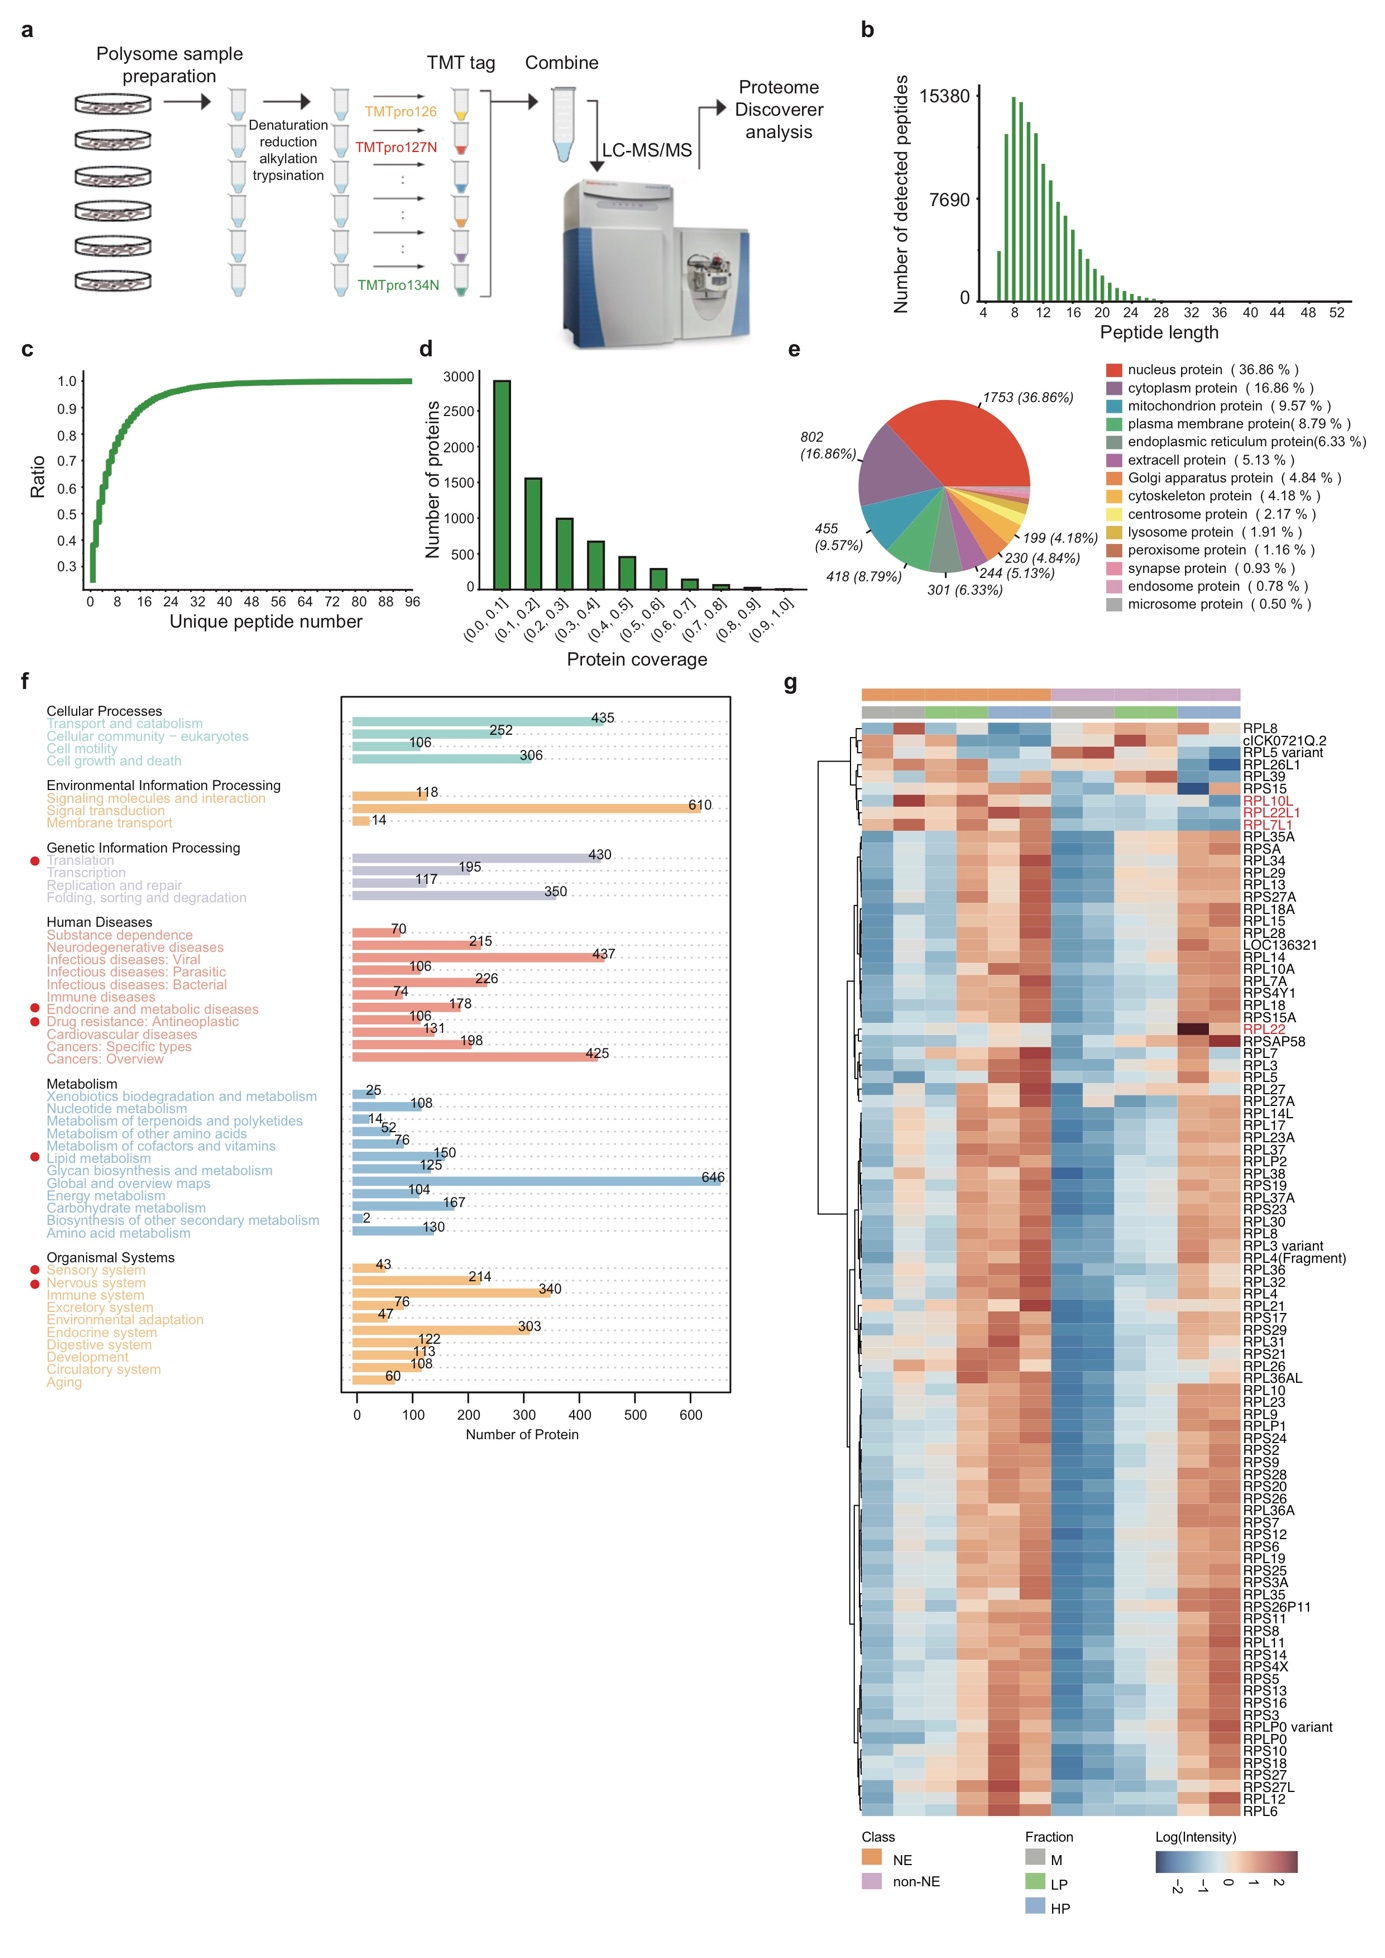 a
Polysome sample
preparation
TMT tag
Combine
Denaturation
reduction
alkylation
trypsination
TMTpro126
TMTpro127N
:
:
TMTpro134N
LC-MS/MS
Proteome
Discoverer
analysis
b
Number of detected peptides
15380
7690
0
4 8 12 16 20 24 28 32 36 40 44 48 52
Peptide length
c
Ratio
1.0
0.9
0.8
0.7
0.6
0.5
0.4
0.3
0 8 16 24 32 40 48 56 64 72 80 88 96
Unique peptide number
d
Number of proteins
3000
2500
2000
1500
1000
500
0
(0.0, 0.1] (0.1, 0.2] (0.2, 0.3] (0.3, 0.4] (0.4, 0.5] (0.5, 0.6] (0.6, 0.7] (0.7, 0.8] (0.8, 0.9] (0.9, 1.0]
Protein coverage
e
1753 (36.86%)
802
(16.86%)
455
(9.57%)
418 (8.79%)
301 (6.33%)
244 (5.13%)
230 (4.84%)
199 (4.18%)
nucleus protein ( 36.86 % )
cytoplasm protein ( 16.86 % )
mitochondrion protein ( 9.57 % )
plasma membrane protein( 8.79 % )
endoplasmic reticulum protein(6.33 %)
extracell protein ( 5.13 % )
Golgi apparatus protein ( 4.84 % )
cytoskeleton protein ( 4.18 % )
centrosome protein ( 2.17 % )
lysosome protein ( 1.91 % )
peroxisome protein ( 1.16 % )
synapse protein ( 0.93 % )
endosome protein ( 0.78 % )
microsome protein ( 0.50 % )
f
Cellular Processes
Transport and catabolism 435
Cellular community − eukaryotes 252
Cell motility 106
Cell growth and death 306
Environmental Information Processing
Signaling molecules and interaction 118
Signal transduction 610
Membrane transport 14
Genetic Information Processing
Translation 430
Transcription 195
Replication and repair 117
Folding, sorting and degradation 350
Human Diseases
Substance dependence 70
Neurodegenerative diseases 215
Infectious diseases: Viral 437
Infectious diseases: Parasitic 106
Infectious diseases: Bacterial 226
Immune diseases 74
Endocrine and metabolic diseases 178
Drug resistance: Antineoplastic 106
Cardiovascular diseases 131
Cancers: Specific types 198
Cancers: Overview 425
Metabolism
Xenobiotics biodegradation and metabolism 25
Nucleotide metabolism 108
Metabolism of terpenoids and polyketides 14
Metabolism of other amino acids 52
Metabolism of cofactors and vitamins 76
Lipid metabolism 150
Glycan biosynthesis and metabolism 125
Global and overview maps 646
Energy metabolism 104
Carbohydrate metabolism 167
Biosynthesis of other secondary metabolism 2
Amino acid metabolism 130
Organismal Systems
Sensory system 43
Nervous system 214
Immune system 340
Excretory system 76
Environmental adaptation 47
Endocrine system 303
Digestive system 122
Development 113
Circulatory system 108
Aging 60
0 100 200 300 400 500 600
Number of Protein
g
RPL8
cICK0721Q.2
RPL5 variant
RPL26L1
RPL39
RPS15
RPL10L
RPL22L1
RPL7L1
RPL35A
RPSA
RPL34
RPL29
RPL13
RPS27A
RPL18A
RPL15
RPL28
LOC136321
RPL14
RPL10A
RPL7A
RPS4Y1
RPL18
RPS15A
RPL22
RPSAP58
RPL7
RPL3
RPL5
RPL27
RPL27A
RPL14L
RPL17
RPL23A
RPL37
RPLP2
RPL38
RPS19
RPL37A
RPS23
RPL30
RPL8
RPL3 variant
RPL4(Fragment)
RPL36
RPL32
RPL4
RPL21
RPS17
RPS29
RPL31
RPS21
RPL26
RPL36AL
RPL10
RPL23
RPL9
RPLP1
RPS24
RPS2
RPS9
RPS28
RPS20
RPS26
RPL36A
RPS7
RPS12
RPS6
RPL19
RPS25
RPS3A
RPL35
RPS26P11
RPS11
RPS8
RPL11
RPS14
RPS4X
RPS5
RPS13
RPS16
RPS3
RPLP0 variant
RPLP0
RPS10
RPS18
RPS27
RPS27L
RPL12
RPL6
Class
NE
non-NE
Fraction
M
LP
HP
Log(Intensity)
−2 −1 0 1 2